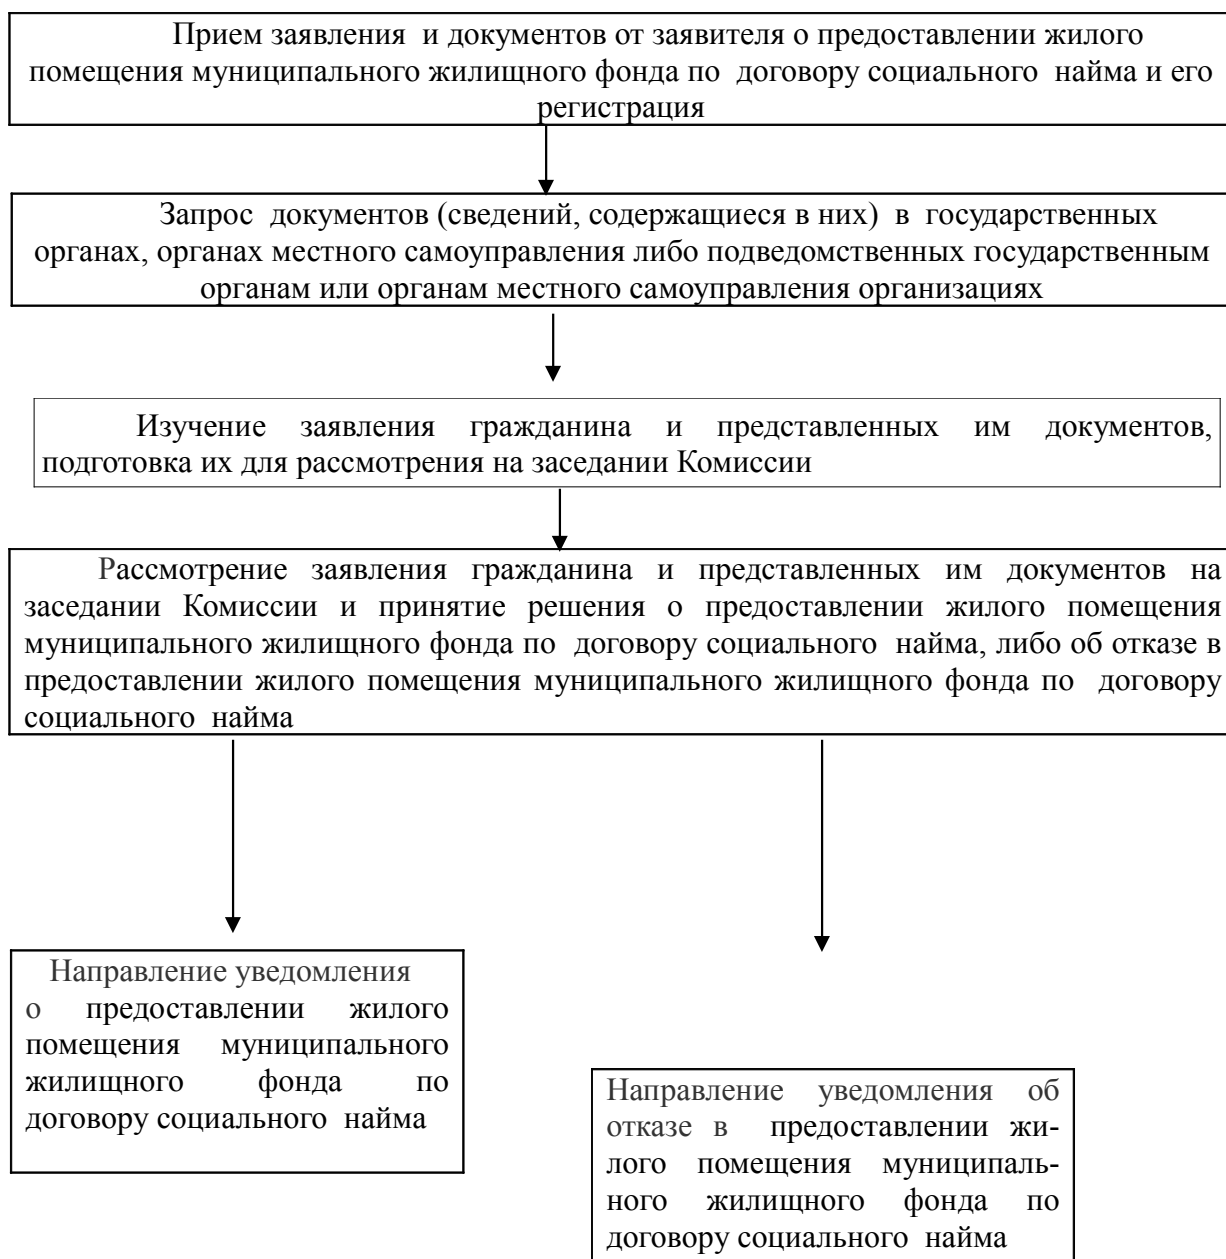 Прием заявления и документов от заявителя о предоставлении жилого
помещения муниципального жилищного фонда по договору социального найма и его
регистрация
Запрос документов (сведений, содержащиеся в них) в государственных
органах, органах местного самоуправления либо подведомственных государственным
органам или органам местного самоуправления организациях
Изучение заявления гражданина и представленных им документов,
подготовка их для рассмотрения на заседании Комиссии
Рассмотрение заявления гражданина и представленных им документов на
заседании Комиссии и принятие решения о предоставлении жилого помещения
муниципального жилищного фонда по договору социального найма, либо об отказе в
предоставлении жилого помещения муниципального жилищного фонда по договору
социального найма
Направление уведомления
о предоставлении жилого
помещения муниципального
жилищного фонда по
договору социального найма
Направление уведомления об
отказе в предоставлении жи-
лого помещения муниципаль-
ного жилищного фонда по
договору социального найма